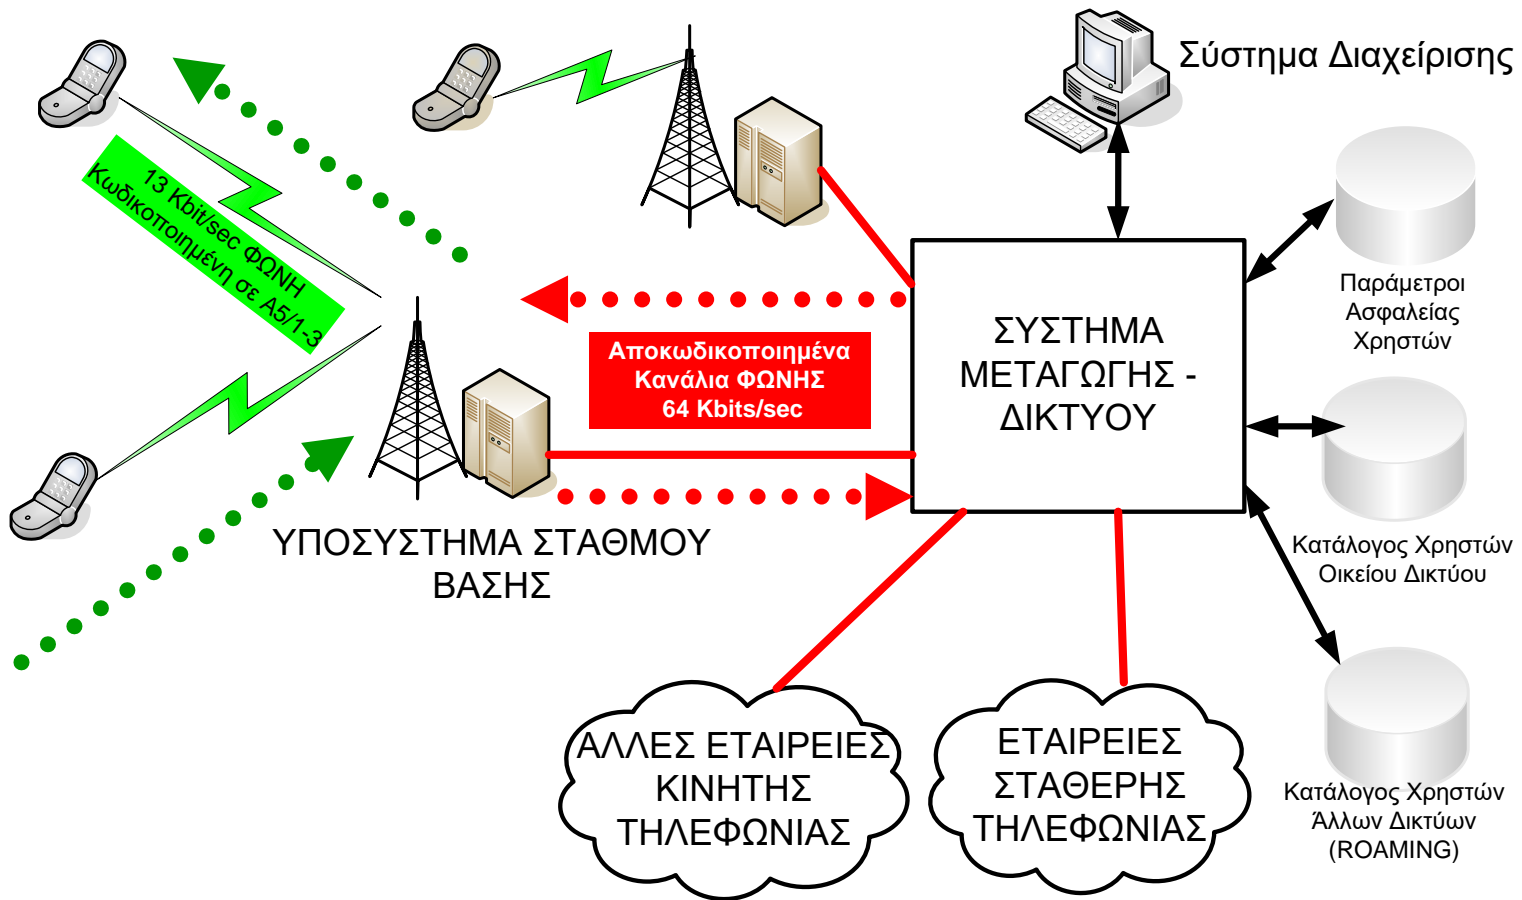 Σύστημα Διαχείρισης
13 Kbit/sec ΦΩΝΗ
Κωδικοποιημένη σε A5/1-3
Αποκωδικοποιημένα
Κανάλια ΦΩΝΗΣ
64 Kbits/sec
ΣΥΣΤΗΜΑ
ΜΕΤΑΓΩΓΗΣ -
ΔΙΚΤΥΟΥ
Παράμετροι
Ασφαλείας
Χρηστών
ΥΠΟΣΥΣΤΗΜΑ ΣΤΑΘΜΟΥ
ΒΑΣΗΣ
Κατάλογος Χρηστών
Οικείου Δικτύου
ΑΛΛΕΣ ΕΤΑΙΡΕΙΕΣ
ΚΙΝΗΤΗΣ
ΤΗΛΕΦΩΝΙΑΣ
ΕΤΑΙΡΕΙΕΣ
ΣΤΑΘΕΡΗΣ
ΤΗΛΕΦΩΝΙΑΣ
Κατάλογος Χρηστών
Άλλων Δικτύων
(ROAMING)